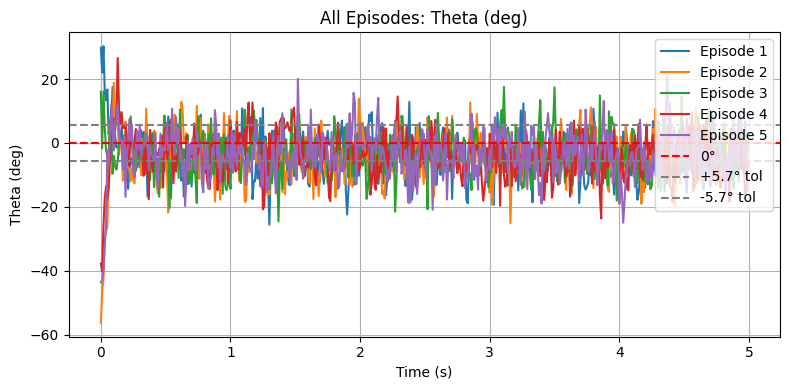 All Episodes: Theta (deg)
Theta (deg)
20
0
−20
−40
−60
0
1
2
3
4
5
Time (s)
Episode 1
Episode 2
Episode 3
Episode 4
Episode 5
0°
+5.7° tol
-5.7° tol